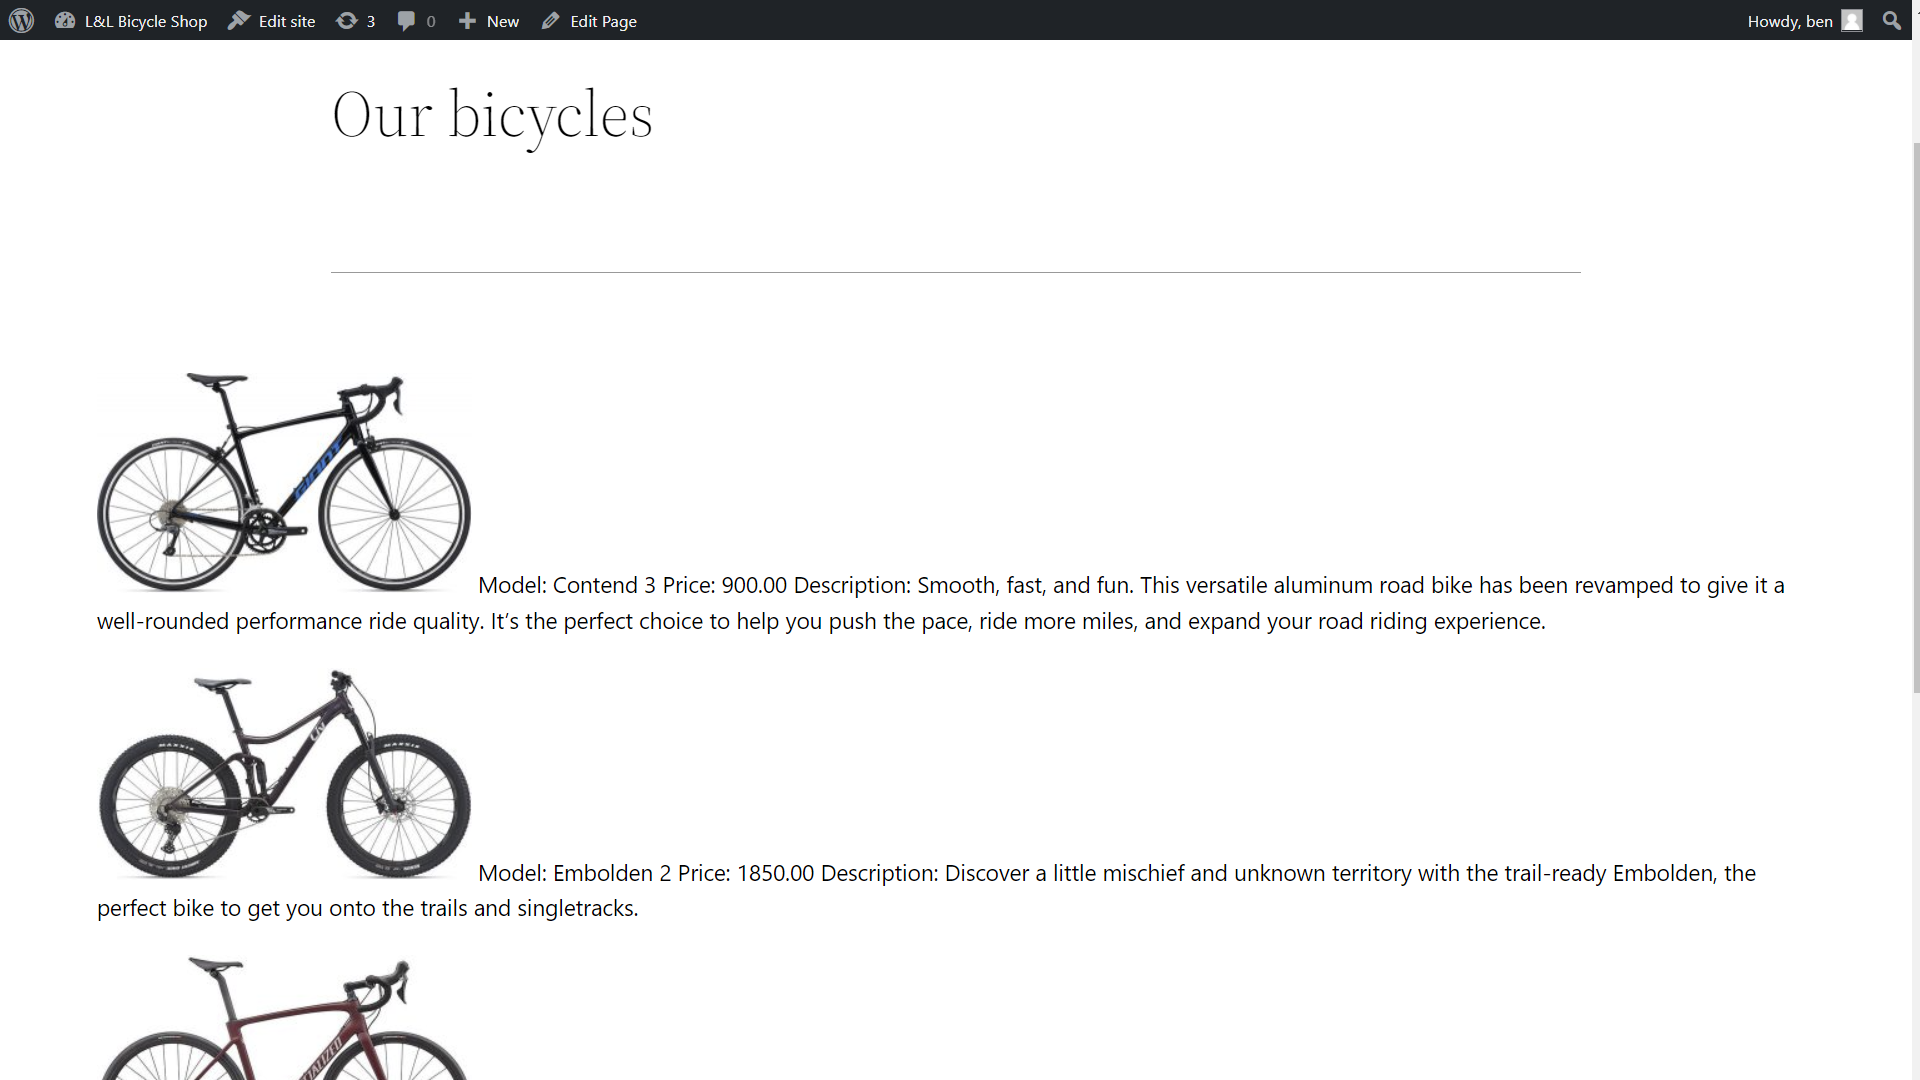 L&L Bicycle Shop Edit site 3 0 New Edit Page Howdy, ben
Our bicycles
GIANT
Model: Contend 3 Price: 900.00 Description: Smooth, fast, and fun. This versatile aluminum road bike has been revamped to give it a
well-rounded performance ride quality. It’s the perfect choice to help you push the pace, ride more miles, and expand your road riding experience.
MAXXIS MAXXIS
Model: Embolden 2 Price: 1850.00 Description: Discover a little mischief and unknown territory with the trail-ready Embolden, the
perfect bike to get you onto the trails and singletracks.